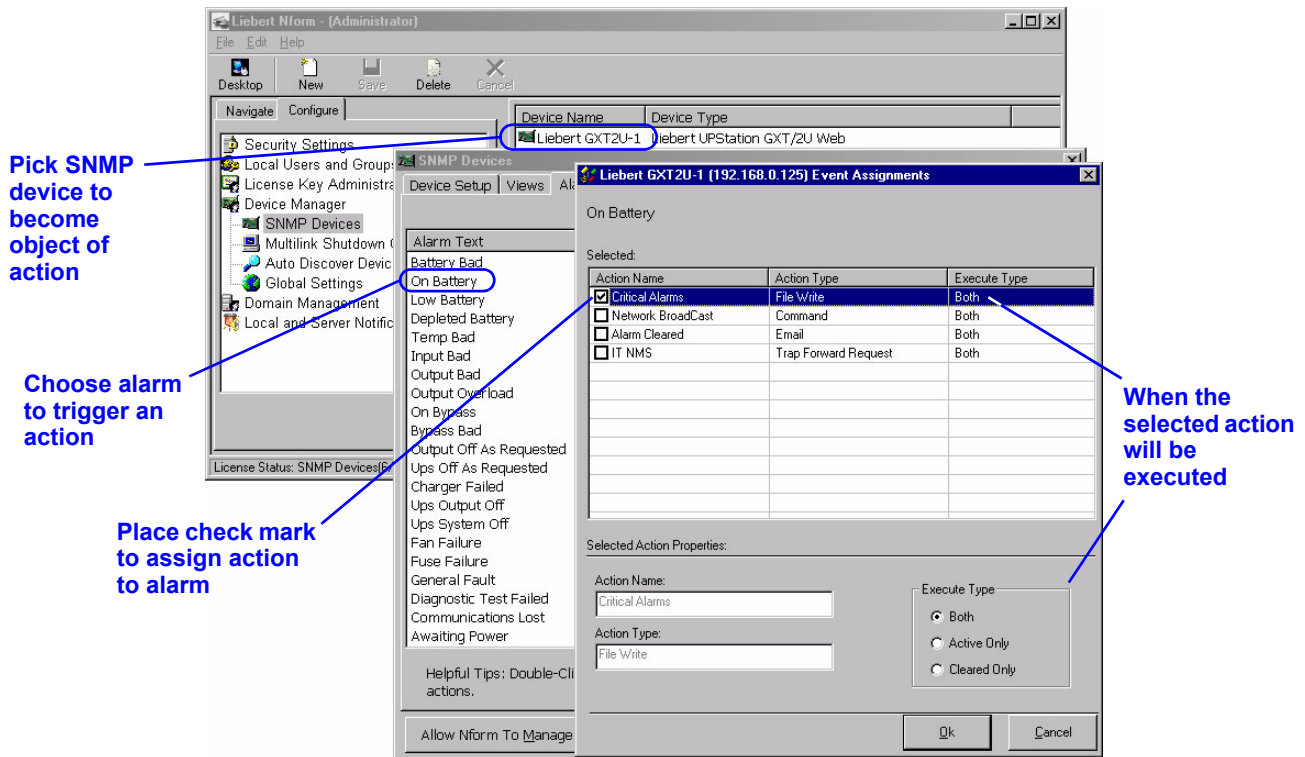 Liebert Nform - (Administrator)
File Edit Help
Desktop New Save Delete Cancel
Navigate Configure
Security Settings
Local Users and Group
License Key Administra
Device Manager
SNMP Devices
Multilink Shutdown
Auto Discover Devic
Global Settings
Domain Management
Local and Server Notific
License Status: SNMP Devices(6
Device Name Device Type
Liebert GXT2U-1 Liebert UPStation GXT/2U Web
Pick SNMP
device to
become
object of
action
Choose alarm
to trigger an
action
Place check mark
to assign action
to alarm
SNMP Devices
Device Setup Views Ala
Alarm Text
Battery Bad
On Battery
Low Battery
Depleted Battery
Temp Bad
Input Bad
Output Bad
Output Overload
On Bypass
Bypass Bad
Output Off As Requested
Ups Off As Requested
Charger Failed
Ups Output Off
Ups System Off
Fan Failure
Fuse Failure
General Fault
Diagnostic Test Failed
Communications Lost
Awaiting Power
Helpful Tips: Double-Cli
actions.
Allow Nform To Manage
Liebert GXT2U-1 (192.168.0.125) Event Assignments
On Battery
Selected:
Action Name Action Type Execute Type
Critical Alarms File Write Both
Network BroadCast Command Both
Alarm Cleared Email Both
IT NMS Trap Forward Request Both
Selected Action Properties:
Action Name:
Critical Alarms
Action Type:
File Write
Execute Type
Both
Active Only
Cleared Only
Ok Cancel
When the
selected action
will be
executed